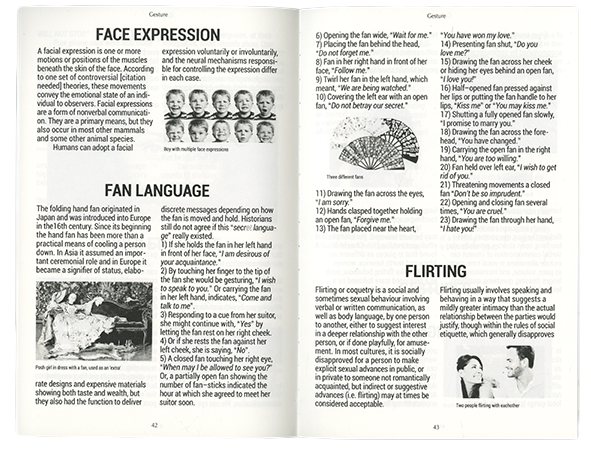 Gesture
FACE EXPRESSION
A facial expression is one or more
motions or positions of the muscles
beneath the skin of the face. According
to one set of controversial [citation
needed] theories, these movements
convey the emotional state of an indi-
vidual to observers. Facial expressions
are a form of nonverbal communicati-
on. They are a primary means, but they
also occur in most other mammals
and some other animal species.
Humans can adopt a facial
expression voluntarily or involuntarily,
and the neural mechanisms respon-
sible for controlling the expression differ
in each case.
Boy with multiple face expressions
FAN LANGUAGE
The folding hand fan originated in
Japan and was introduced into Europe
in the 16th century. Since its beginning
the hand fan has been more than a
practical means of cooling a person
down. In Asia it assumed an impor-
tant ceremonial role and in Europe it
became a signifier of status, elabo-
Posh girl in dress with a fan, used as an 'extra'
rate designs and expensive materials
showing both taste and wealth, but
they also had the function to deliver
discrete messages depending on how
the fan is moved and hold. Historians
still do not agree if this "secret langua-
ge" really existed.
1) If she holds the fan in her left hand
in front of her face, "I am desirous of
your acquaintance."
2) By touching her finger to the tip of
the fan she would be gesturing, "I wish
to speak to you." Or carrying the fan
in her left hand, indicates, "Come and
talk to me".
3) Responding to a cue from her suitor,
she might continue with, "Yes" by
letting the fan rest on her right cheek.
4) Or if she rests the fan against her
left cheek, she is saying, "No".
5) A closed fan touching her right eye,
"When may I be allowed to see you?"
Or, a partially open fan showing the
number of fan–sticks indicated the
hour at which she agreed to meet her
suitor soon.
42
Gesture
6) Opening the fan wide, "Wait for me."
7) Placing the fan behind the head,
"Do not forget me."
8) Fan in her right hand in front of her
face, "Follow me."
9) Twirl her fan in the left hand, which
meant, "We are being watched."
10) Covering the left ear with an open
fan, "Do not betray our secret."
Three different fans
11) Drawing the fan across the eyes,
"I am sorry."
12) Hands clasped together holding
an open fan, "Forgive me."
13) The fan placed near the heart,
"You have won my love."
14) Presenting fan shut, "Do you
love me?"
15) Drawing the fan across her cheek
or hiding her eyes behind an open fan,
"I love you!"
16) Half–opened fan pressed against
her lips or putting the fan handle to her
lips, "Kiss me" or "You may kiss me."
17) Shutting a fully opened fan slowly,
"I promise to marry you."
18) Drawing the fan across the fore-
head, "You have changed."
19) Carrying the open fan in the right
hand, "You are too willing."
20) Fan held over left ear, "I wish to get
rid of you."
21) Threatening movements a closed
fan "Don't be so imprudent."
22) Opening and closing fan several
times, "You are cruel."
23) Drawing the fan through her hand,
"I hate you!"
FLIRTING
Flirting or coquetry is a social and
sometimes sexual behaviour involving
verbal or written communication, as
well as body language, by one person
to another, either to suggest interest
in a deeper relationship with the other
person, or if done playfully, for amuse-
ment. In most cultures, it is socially
disapproved for a person to make
explicit sexual advances in public, or
in private to someone not romantically
acquainted, but indirect or suggestive
advances (i.e. flirting) may at times be
considered acceptable.
Flirting usually involves speaking and
behaving in a way that suggests a
mildly greater intimacy than the actual
relationship between the parties would
justify, though within the rules of social
etiquette, which generally disapproves
Two people flirting with eachother
43